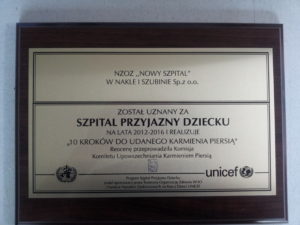 NZOZ „NOWY SZPITAL"
W NAKLE I SZUBINIE Sp.z o.o.
ZOSTAŁ UZNANY ZA
SZPITAL PRZYJAZNY DZIECKU
NA LATA 2012-2016 I REALIZUJE
„10 KROKÓW DO UDANEGO KARMIENIA PIERSIĄ"
Reocenę przeprowadziła Komisja
Komitetu Upowszechniania Karmienia Piersią
unicef